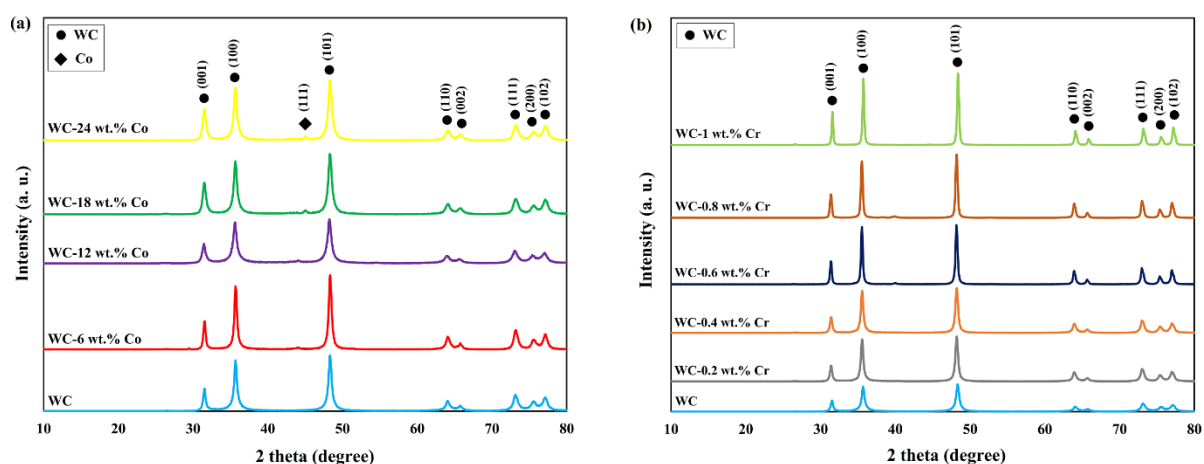 (a)
WC
Co
(001)
(100)
(111)
(101)
(110)
(002)
(111)
(200)
(102)
WC-24 wt.% Co
WC-18 wt.% Co
WC-12 wt.% Co
WC-6 wt.% Co
WC
Intensity (a. u.)
10 20 30 40 50 60 70 80
2 theta (degree)
(b)
WC
(001)
(100)
(101)
(110)
(002)
(111)
(200)
(102)
WC-1 wt.% Cr
WC-0.8 wt.% Cr
WC-0.6 wt.% Cr
WC-0.4 wt.% Cr
WC-0.2 wt.% Cr
WC
Intensity (a. u.)
10 20 30 40 50 60 70 80
2 theta (degree)